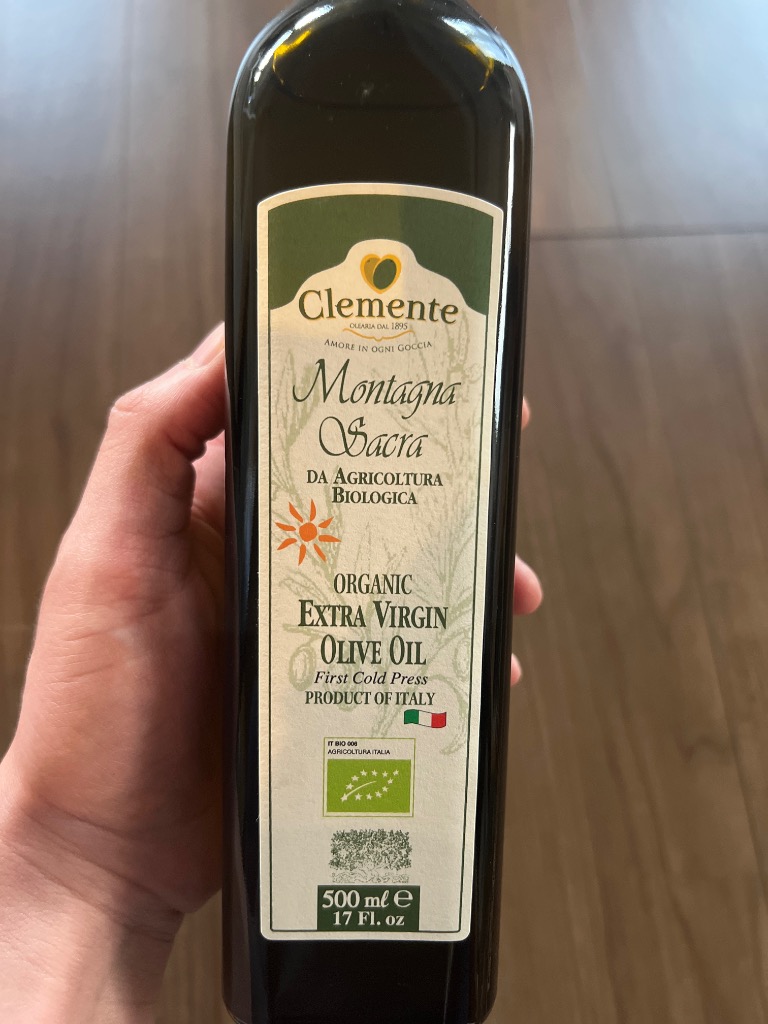 Clemente
OLEARIA DAL 1895
AMORE IN OGNI GOCCIA
Montagna
Sacra
DA AGRICOLTURA
BIOLOGICA
ORGANIC
EXTRA VIRGIN
OLIVE OIL
First Cold Press
PRODUCT OF ITALY
IT BIO 006
AGRICOLTURA ITALIA
500 ml ℮
17 Fl. oz